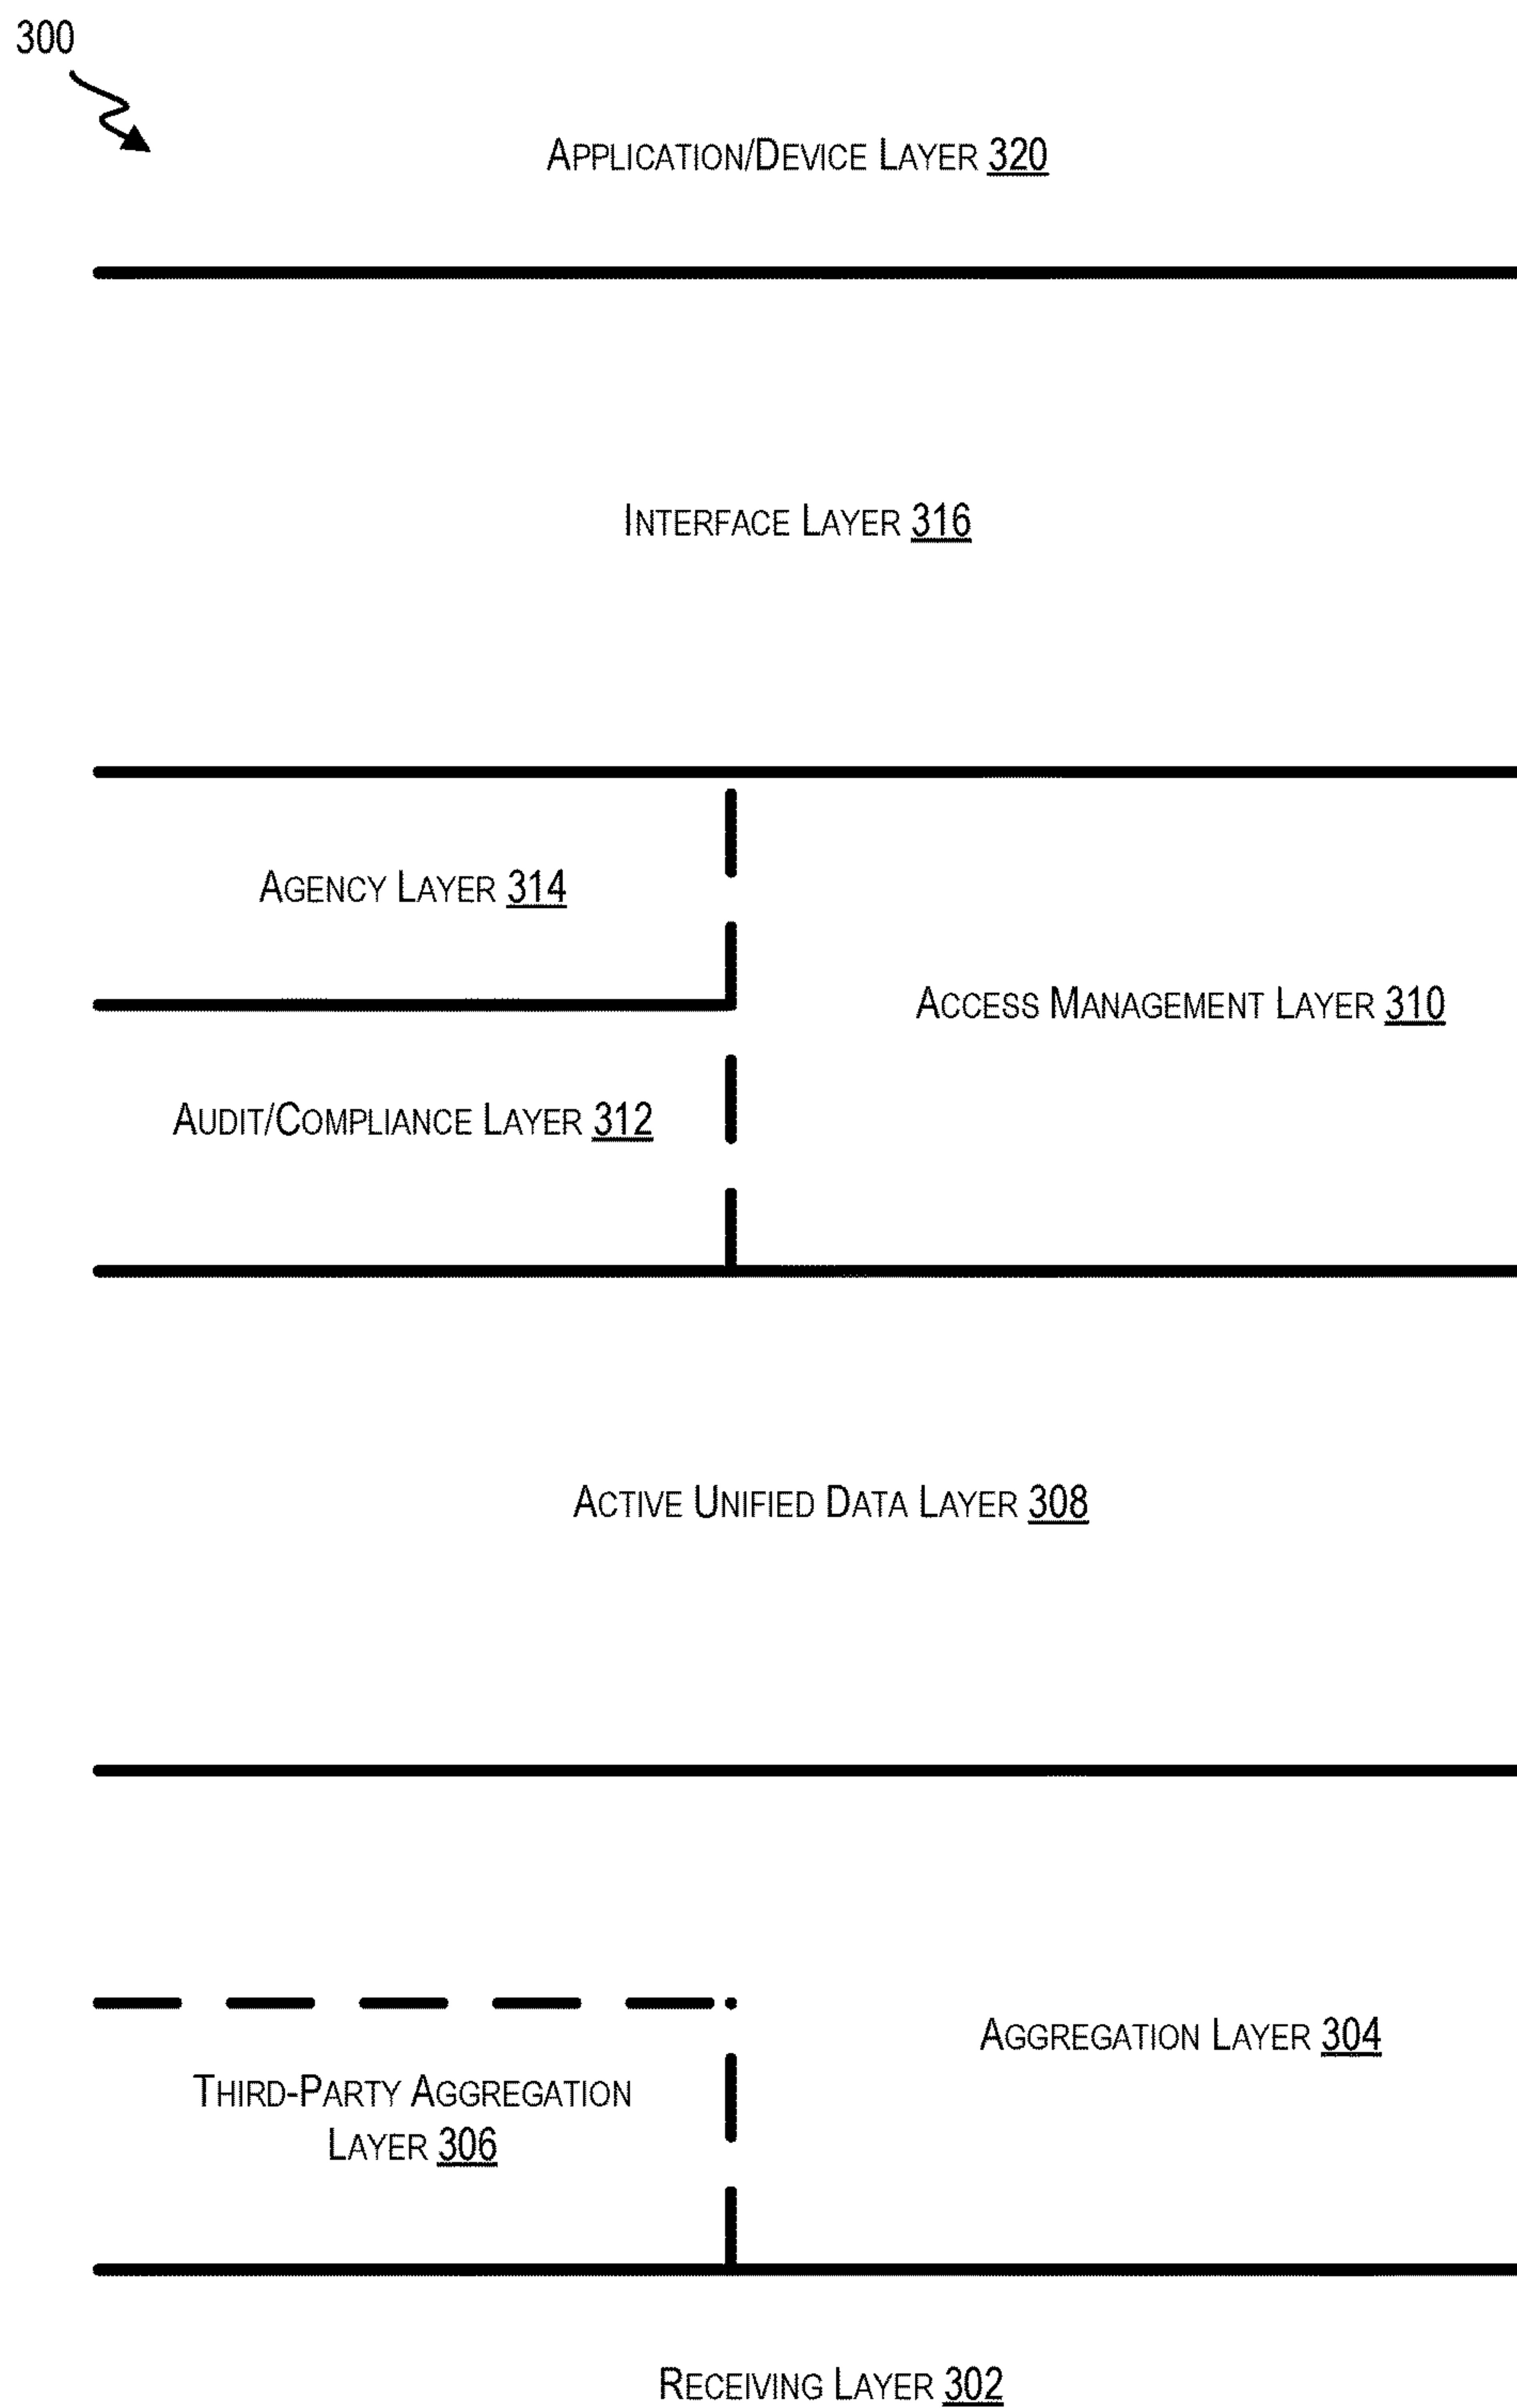 300
APPLICATION/DEVICE LAYER 320
INTERFACE LAYER 316
AGENCY LAYER 314
ACCESS MANAGEMENT LAYER 310
AUDIT/COMPLIANCE LAYER 312
ACTIVE UNIFIED DATA LAYER 308
AGGREGATION LAYER 304
THIRD-PARTY AGGREGATION
LAYER 306
RECEIVING LAYER 302